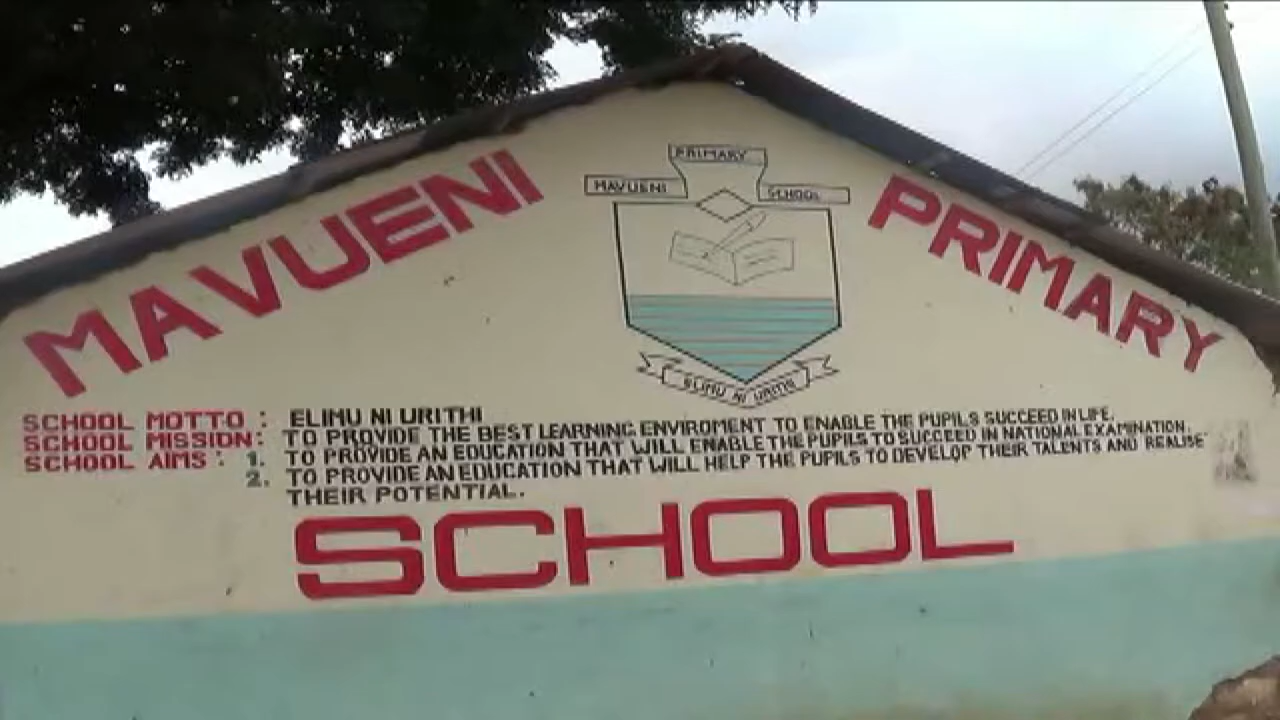 PRIMARY
MAVUENI SCHOOL
MAVUENI PRIMARY
ELIMU NI URITHI
SCHOOL MOTTO : ELIMU NI URITHI
SCHOOL MISSION: TO PROVIDE THE BEST LEARNING ENVIROMENT TO ENABLE THE PUPILS SUCCEED IN LIFE.
SCHOOL AIMS : 1. TO PROVIDE AN EDUCATION THAT WILL ENABLE THE PUPILS TO SUCCEED IN NATIONAL EXAMINATION.
2. TO PROVIDE AN EDUCATION THAT WILL HELP THE PUPILS TO DEVELOP THEIR TALENTS AND REALISE
THEIR POTENTIAL.
SCHOOL